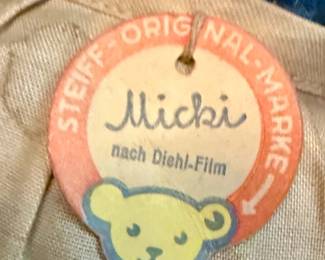 STEIFF-ORIGINAL-MARKE
Micki
nach Diehl-Film